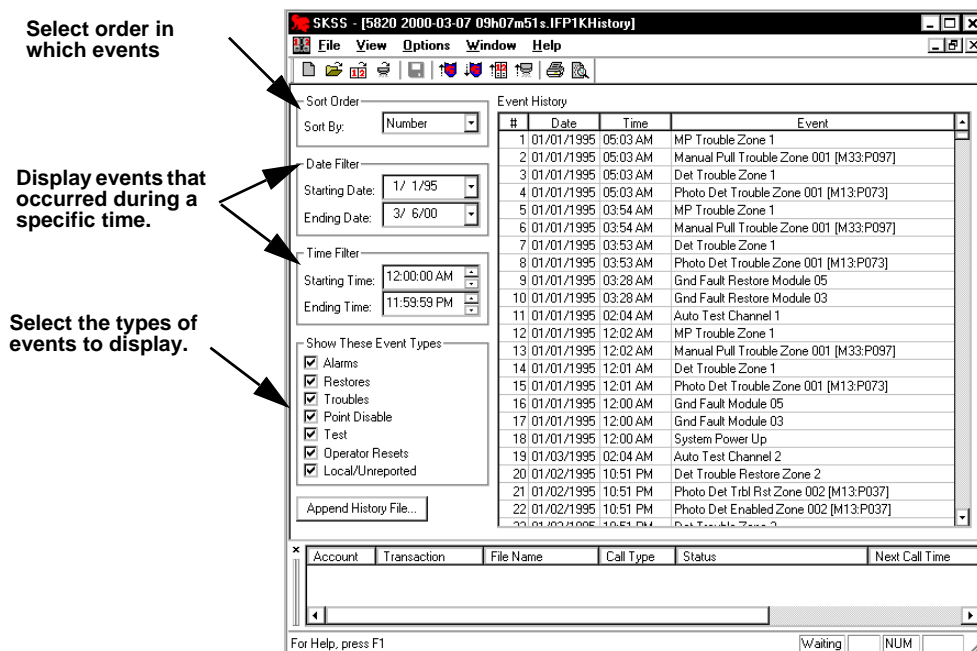 Select order in
which events
Display events that
occurred during a
specific time.
Select the types of
events to display.
SKSS - [5820 2000-03-07 09h07m51s.IFP1KHistory]
File View Options Window Help
Sort Order
Sort By: Number
Date Filter
Starting Date: 1/ 1/95
Ending Date: 3/ 6/00
Time Filter
Starting Time: 12:00:00 AM
Ending Time: 11:59:59 PM
Show These Event Types
Alarms
Restores
Troubles
Point Disable
Test
Operator Resets
Local/Unreported
Append History File...
Event History
# Date Time Event
1 01/01/1995 05:03 AM MP Trouble Zone 1
2 01/01/1995 05:03 AM Manual Pull Trouble Zone 001 [M33:P097]
3 01/01/1995 05:03 AM Det Trouble Zone 1
4 01/01/1995 05:03 AM Photo Det Trouble Zone 001 [M13:P073]
5 01/01/1995 03:54 AM MP Trouble Zone 1
6 01/01/1995 03:54 AM Manual Pull Trouble Zone 001 [M33:P097]
7 01/01/1995 03:53 AM Det Trouble Zone 1
8 01/01/1995 03:53 AM Photo Det Trouble Zone 001 [M13:P073]
9 01/01/1995 03:28 AM Gnd Fault Restore Module 05
10 01/01/1995 03:28 AM Gnd Fault Restore Module 03
11 01/01/1995 02:04 AM Auto Test Channel 1
12 01/01/1995 12:02 AM MP Trouble Zone 1
13 01/01/1995 12:02 AM Manual Pull Trouble Zone 001 [M33:P097]
14 01/01/1995 12:01 AM Det Trouble Zone 1
15 01/01/1995 12:01 AM Photo Det Trouble Zone 001 [M13:P073]
16 01/01/1995 12:00 AM Gnd Fault Module 05
17 01/01/1995 12:00 AM Gnd Fault Module 03
18 01/01/1995 12:00 AM System Power Up
19 01/03/1995 02:04 AM Auto Test Channel 2
20 01/02/1995 10:51 PM Det Trouble Restore Zone 2
21 01/02/1995 10:51 PM Photo Det Trbl Rst Zone 002 [M13:P037]
22 01/02/1995 10:51 PM Photo Det Enabled Zone 002 [M13:P037]
23 01/02/1995 10:51 PM Det Trouble Zone 2
Account Transaction File Name Call Type Status Next Call Time
For Help, press F1
Waiting NUM